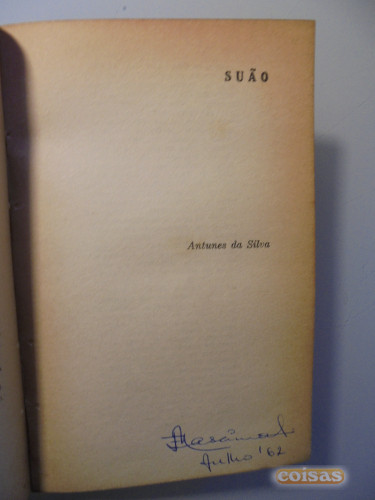 SUÃO
Antunes da Silva
Julho '62
coisas